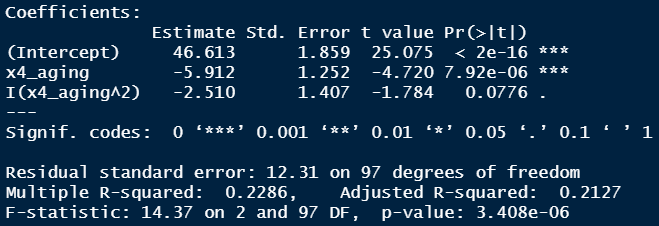 Coefficients:
Estimate Std. Error t value Pr(>|t|)
(Intercept) 46.613 1.859 25.075 < 2e-16 ***
x4_aging -5.912 1.252 -4.720 7.92e-06 ***
I(x4_aging^2) -2.510 1.407 -1.784 0.0776 .
---
Signif. codes: 0 ‘***’ 0.001 ‘**’ 0.01 ‘*’ 0.05 ‘.’ 0.1 ‘ ’ 1
Residual standard error: 12.31 on 97 degrees of freedom
Multiple R-squared: 0.2286, Adjusted R-squared: 0.2127
F-statistic: 14.37 on 2 and 97 DF, p-value: 3.408e-06